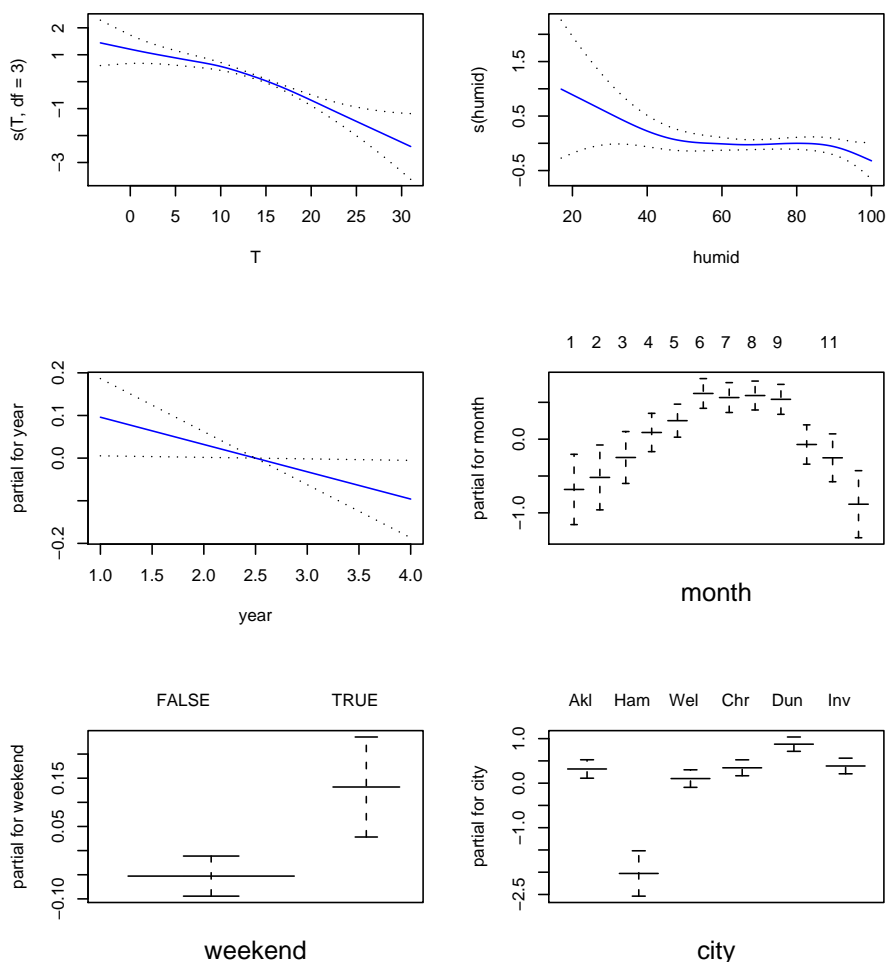 s(T, df = 3)
2
1
−1
−3
0 5 10 15 20 25 30
T
s(humid)
1.5
0.5
−0.5
20 40 60 80 100
humid
partial for year
0.2
0.1
0.0
−0.2
1.0 1.5 2.0 2.5 3.0 3.5 4.0
year
1 2 3 4 5 6 7 8 9 11
partial for month
0.0
−1.0
month
FALSE TRUE
partial for weekend
0.15
0.05
−0.10
weekend
Akl Ham Wel Chr Dun Inv
partial for city
1.0
0.0
−1.0
−2.5
city